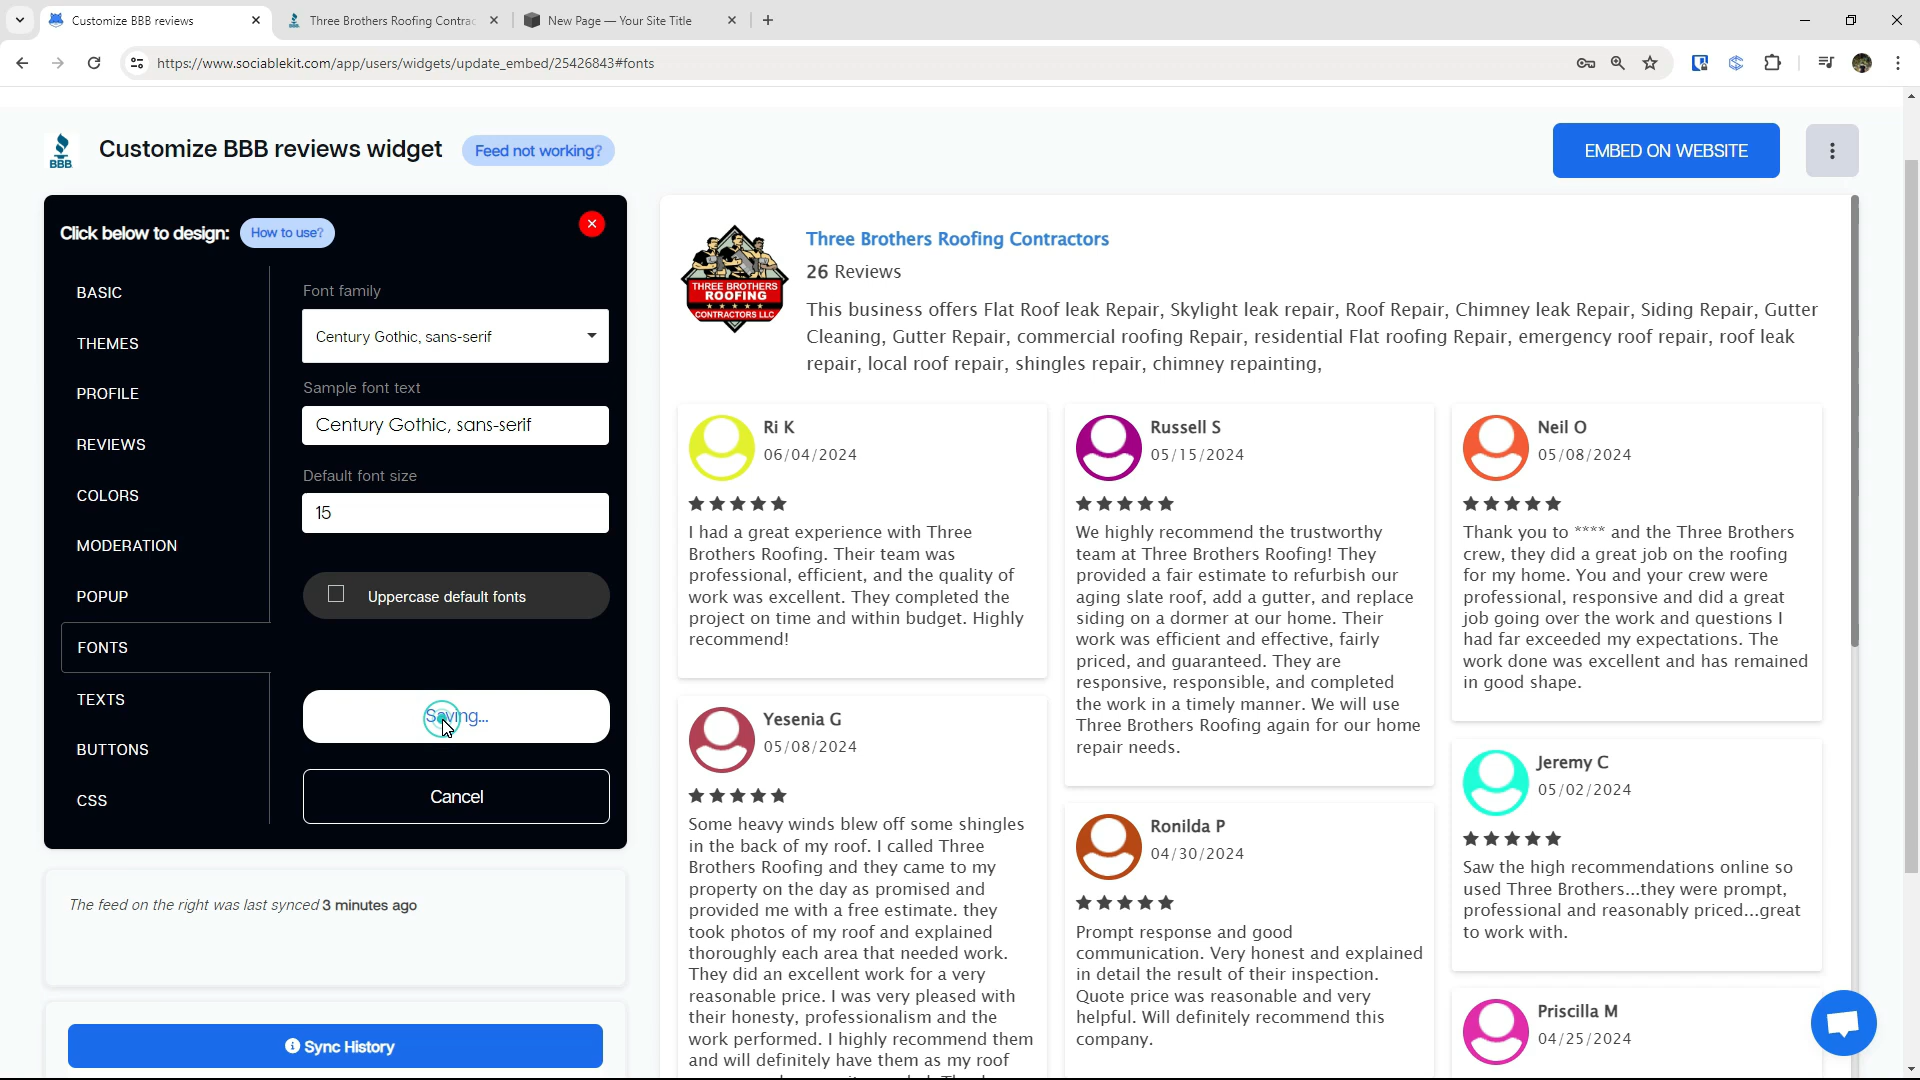 Customize BBB reviews
Three Brothers Roofing Contrac
New Page — Your Site Title
https://www.sociablekit.com/app/users/widgets/update_embed/25426843#fonts
BBB
Customize BBB reviews widget
Feed not working?
EMBED ON WEBSITE
Click below to design:
How to use?
BASIC
THEMES
PROFILE
REVIEWS
COLORS
MODERATION
POPUP
FONTS
TEXTS
BUTTONS
CSS
Font family
Century Gothic, sans-serif
Sample font text
Century Gothic, sans-serif
Default font size
15
Uppercase default fonts
Saving...
Cancel
The feed on the right was last synced 3 minutes ago
Sync History
THREE BROTHERS
ROOFING
CONTRACTORS LLC
Three Brothers Roofing Contractors
26 Reviews
This business offers Flat Roof leak Repair, Skylight leak repair, Roof Repair, Chimney leak Repair, Siding Repair, Gutter
Cleaning, Gutter Repair, commercial roofing Repair, residential Flat roofing Repair, emergency roof repair, roof leak
repair, local roof repair, shingles repair, chimney repainting,
Ri K
06/04/2024
I had a great experience with Three
Brothers Roofing. Their team was
professional, efficient, and the quality of
work was excellent. They completed the
project on time and within budget. Highly
recommend!
Yesenia G
05/08/2024
Some heavy winds blew off some shingles
in the back of my roof. I called Three
Brothers Roofing and they came to my
property on the day as promised and
provided me with a free estimate. they
took photos of my roof and explained
thoroughly each area that needed work.
They did an excellent work for a very
reasonable price. I was very pleased with
their honesty, professionalism and the
work performed. I highly recommend them
and will definitely have them as my roof
Russell S
05/15/2024
We highly recommend the trustworthy
team at Three Brothers Roofing! They
provided a fair estimate to refurbish our
aging slate roof, add a gutter, and replace
siding on a dormer at our home. Their
work was efficient and effective, fairly
priced, and guaranteed. They are
responsive, responsible, and completed
the work in a timely manner. We will use
Three Brothers Roofing again for our home
repair needs.
Ronilda P
04/30/2024
Prompt response and good
communication. Very honest and explained
in detail the result of their inspection.
Quote price was reasonable and very
helpful. Will definitely recommend this
company.
Neil O
05/08/2024
Thank you to **** and the Three Brothers
crew, they did a great job on the roofing
for my home. You and your crew were
professional, responsive and did a great
job going over the work and questions I
had far exceeded my expectations. The
work done was excellent and has remained
in good shape.
Jeremy C
05/02/2024
Saw the high recommendations online so
used Three Brothers...they were prompt,
professional and reasonably priced...great
to work with.
Priscilla M
04/25/2024